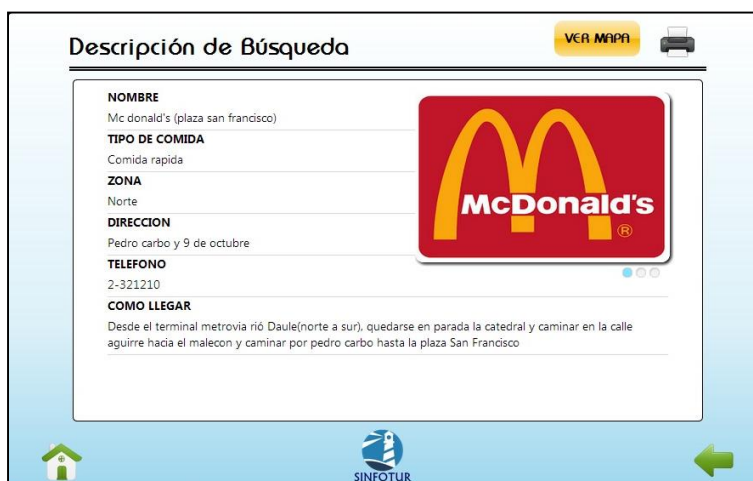 Descripción de Búsqueda
VER MAPA
NOMBRE
Mc donald's (plaza san francisco)
TIPO DE COMIDA
Comida rapida
ZONA
Norte
DIRECCION
Pedro carbo y 9 de octubre
TELEFONO
2-321210
COMO LLEGAR
Desde el terminal metrovia rió Daule(norte a sur), quedarse en parada la catedral y caminar en la calle
aguirre hacia el malecon y caminar por pedro carbo hasta la plaza San Francisco
McDonald's
®
SINFOTUR